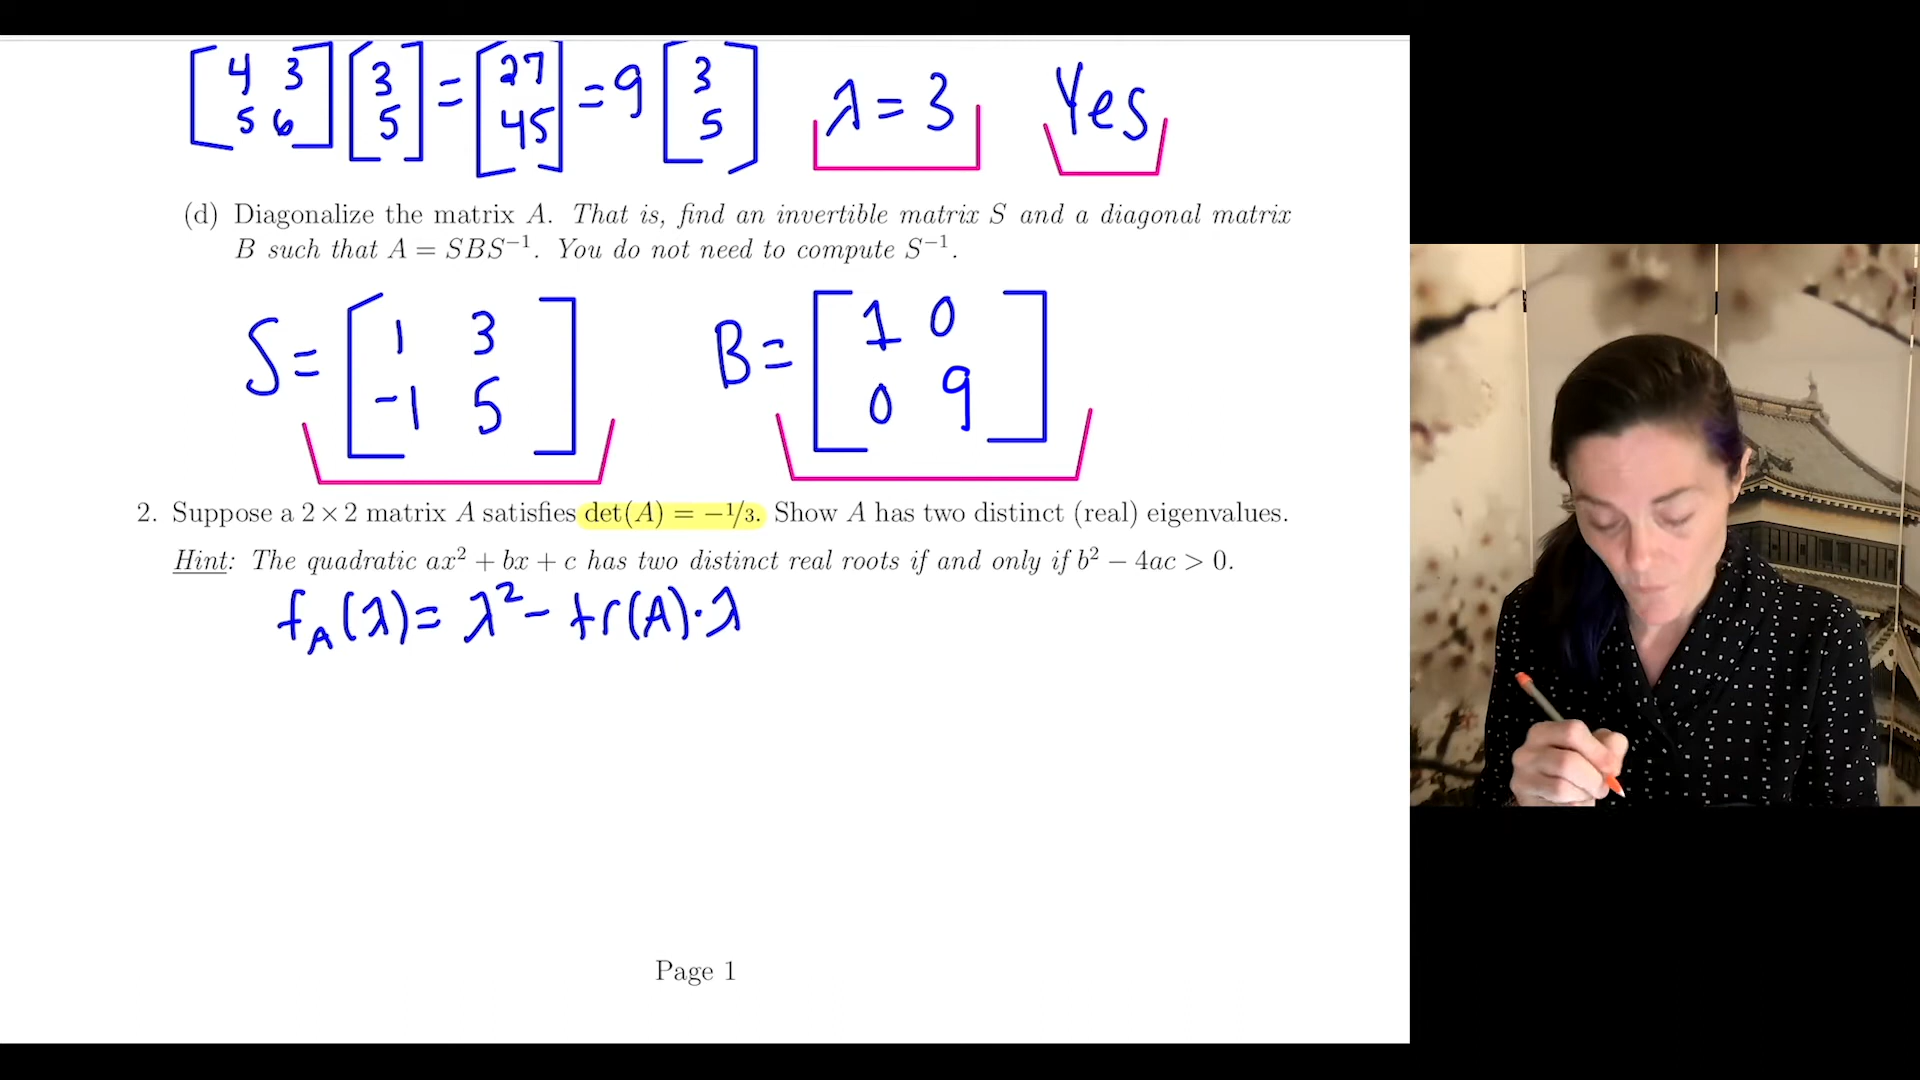 [4 3 5 6] [3 5] = [27 45] = 9 [3 5] λ = 3 Yes
(d) Diagonalize the matrix A. That is, find an invertible matrix S and a diagonal matrix
B such that A = SBS⁻¹. You do not need to compute S⁻¹.
S = [1 3 -1 5] B = [1 0 0 9]
2. Suppose a 2 × 2 matrix A satisfies det(A) = −1/3. Show A has two distinct (real) eigenvalues.
Hint: The quadratic ax² + bx + c has two distinct real roots if and only if b² − 4ac > 0.
f_A(λ) = λ² − tr(A)·λ
Page 1